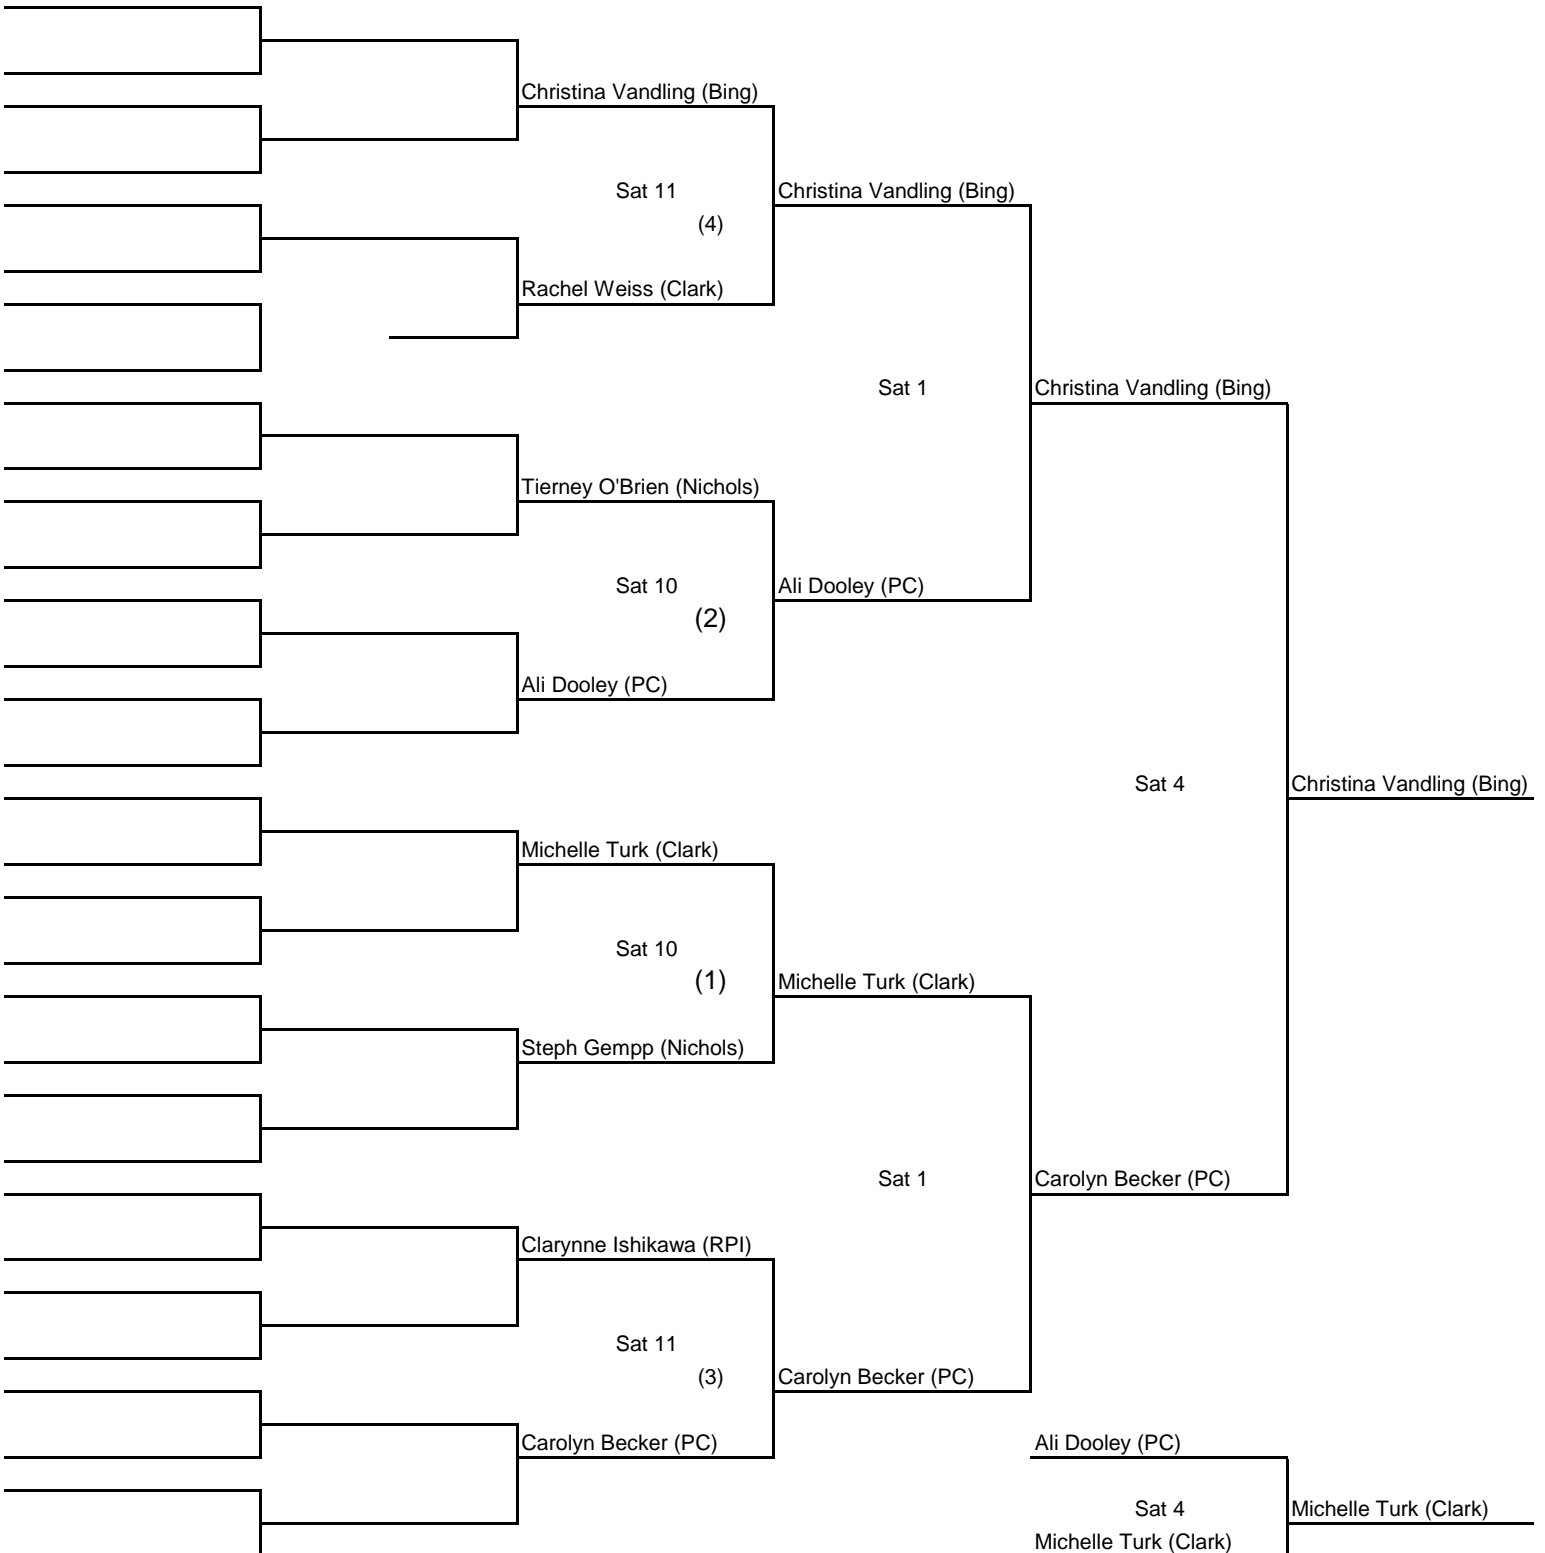 Christina Vandling (Bing)
Sat 11
Christina Vandling (Bing)
(4)
Rachel Weiss (Clark)
Sat 1
Christina Vandling (Bing)
Tierney O'Brien (Nichols)
Sat 10
Ali Dooley (PC)
(2)
Ali Dooley (PC)
Sat 4
Christina Vandling (Bing)
Michelle Turk (Clark)
Sat 10
(1)
Michelle Turk (Clark)
Steph Gempp (Nichols)
Sat 1
Carolyn Becker (PC)
Clarynne Ishikawa (RPI)
Sat 11
(3)
Carolyn Becker (PC)
Carolyn Becker (PC)
Ali Dooley (PC)
Sat 4
Michelle Turk (Clark)
Michelle Turk (Clark)